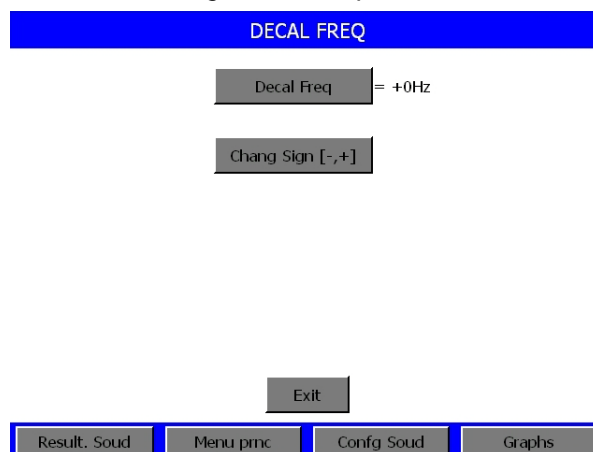 DECAL FREQ
Decal Freq = +0Hz
Chang Sign [-,+]
Exit
Result. Soud Menu prnc Confg Soud Graphs